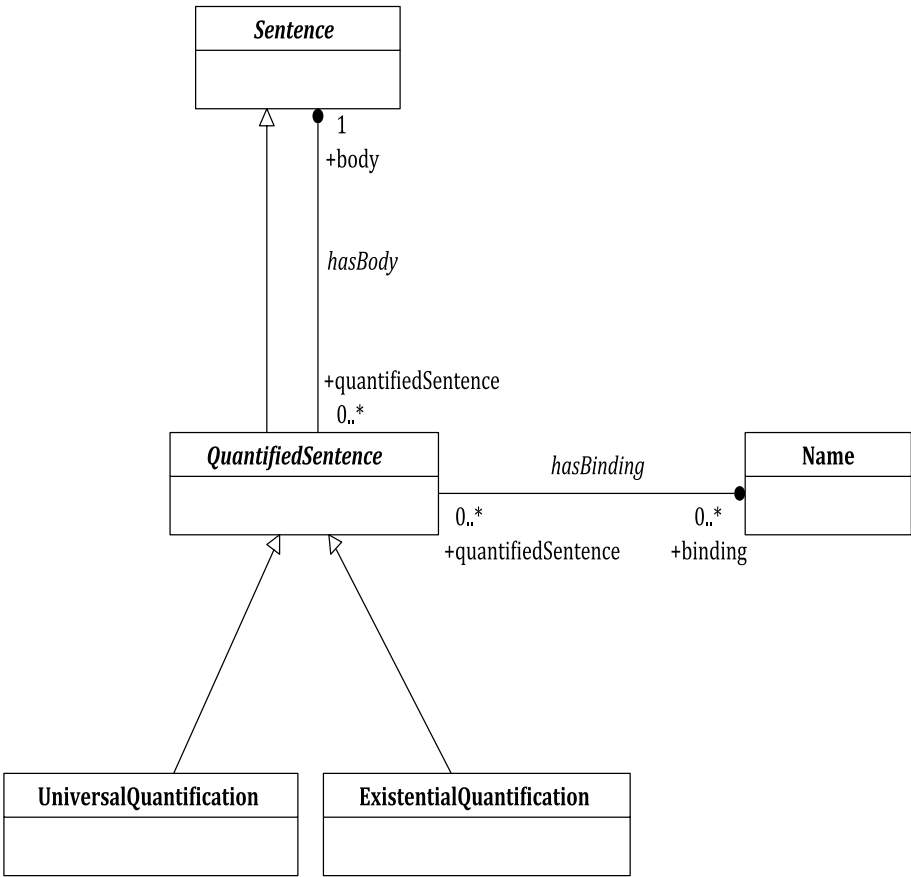 Sentence
1
+body
hasBody
+quantifiedSentence
0..*
QuantifiedSentence
hasBinding
Name
0..*
0..*
+quantifiedSentence
+binding
UniversalQuantification
ExistentialQuantification